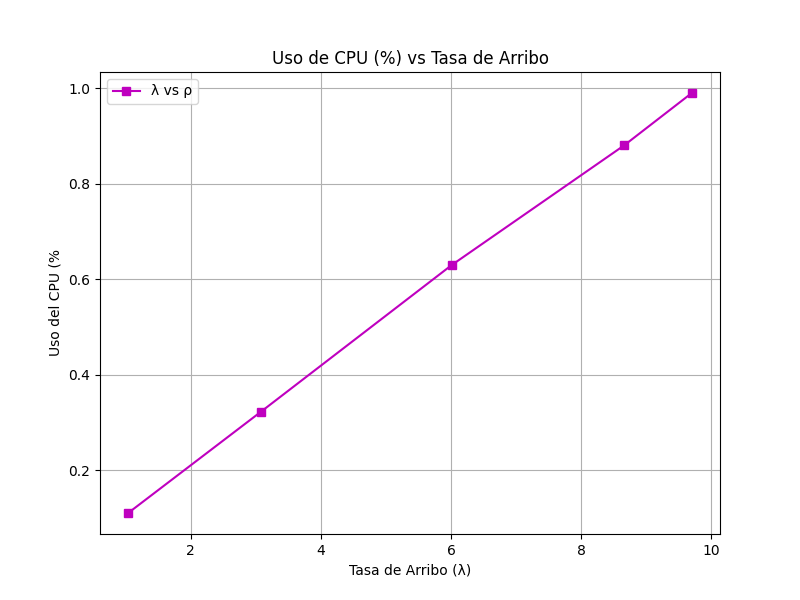 Uso de CPU (%) vs Tasa de Arribo
λ vs ρ
1.0
0.8
0.6
0.4
0.2
Uso del CPU (%
2
4
6
8
10
Tasa de Arribo (λ)